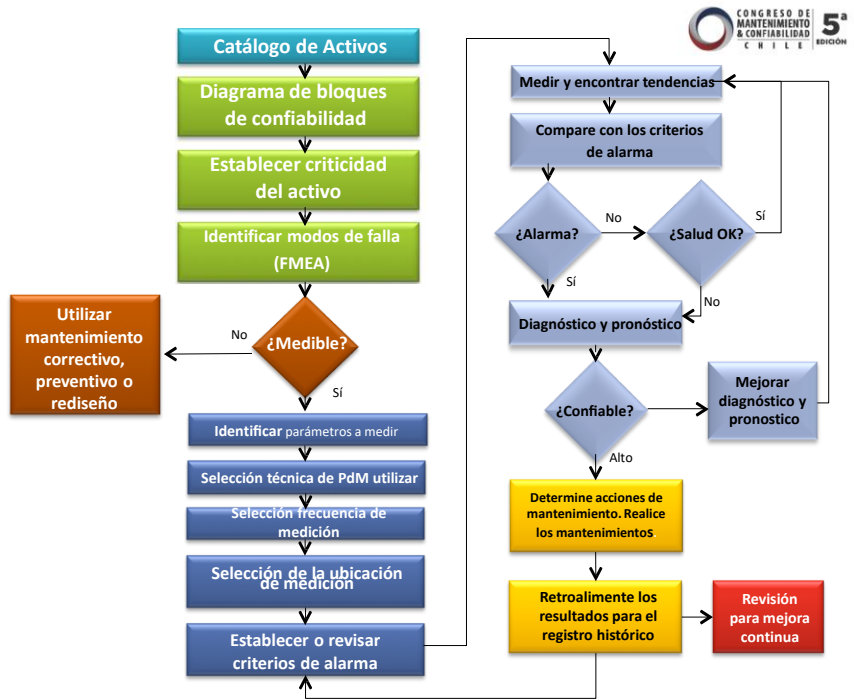 CONGRESO DE
MANTENIMIENTO
& CONFIABILIDAD
CHILE
5ª
EDICIÓN
Catálogo de Activos
Diagrama de bloques
de confiabilidad
Establecer criticidad
del activo
Identificar modos de falla
(FMEA)
¿Medible?
No
Utilizar
mantenimiento
correctivo,
preventivo o
rediseño
Sí
Identificar parámetros a medir
Selección técnica de PdM utilizar
Selección frecuencia de
medición
Selección de la ubicación
de medición
Establecer o revisar
criterios de alarma
Medir y encontrar tendencias
Compare con los criterios
de alarma
¿Alarma?
No
¿Salud OK?
Sí
Sí
No
Diagnóstico y pronóstico
¿Confiable?
Mejorar
diagnóstico y
pronostico
Alto
Determine acciones de
mantenimiento. Realice
los mantenimientos.
Retroalimente los
resultados para el
registro histórico
Revisión
para mejora
continua